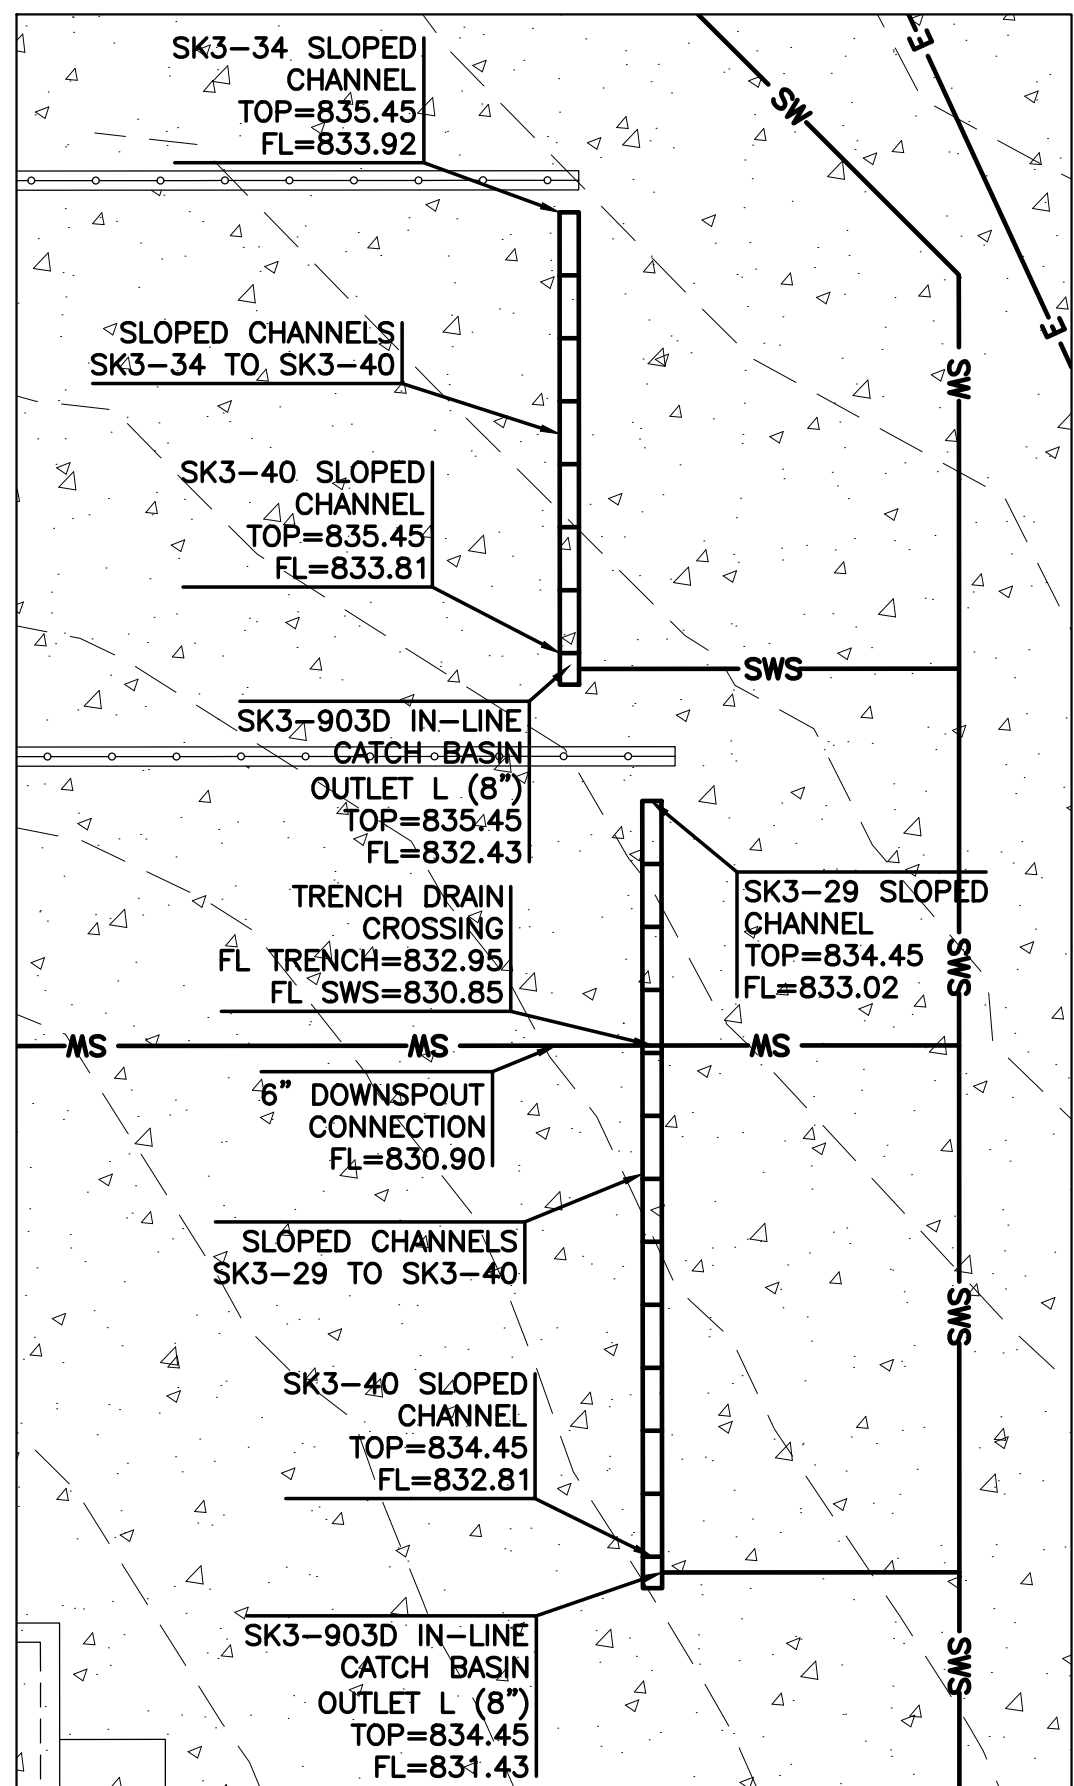 SK3-34 SLOPED
CHANNEL
TOP=835.45
FL=833.92
SW
E
E
SLOPED CHANNELS
SK3-34 TO SK3-40
SW
SK3-40 SLOPED
CHANNEL
TOP=835.45
FL=833.81
SWS
SK3-903D IN-LINE
CATCH BASIN
OUTLET L (8")
TOP=835.45
FL=832.43
SK3-29 SLOPED
CHANNEL
TOP=834.45
FL=833.02
TRENCH DRAIN
CROSSING
FL TRENCH=832.95
FL SWS=830.85
SWS
SW
SW
SW
6" DOWNSPOUT
CONNECTION
FL=830.90
SLOPED CHANNELS
SK3-29 TO SK3-40
SWS
SK3-40 SLOPED
CHANNEL
TOP=834.45
FL=832.81
SK3-903D IN-LINE
CATCH BASIN
OUTLET L (8")
TOP=834.45
FL=831.43
SWS